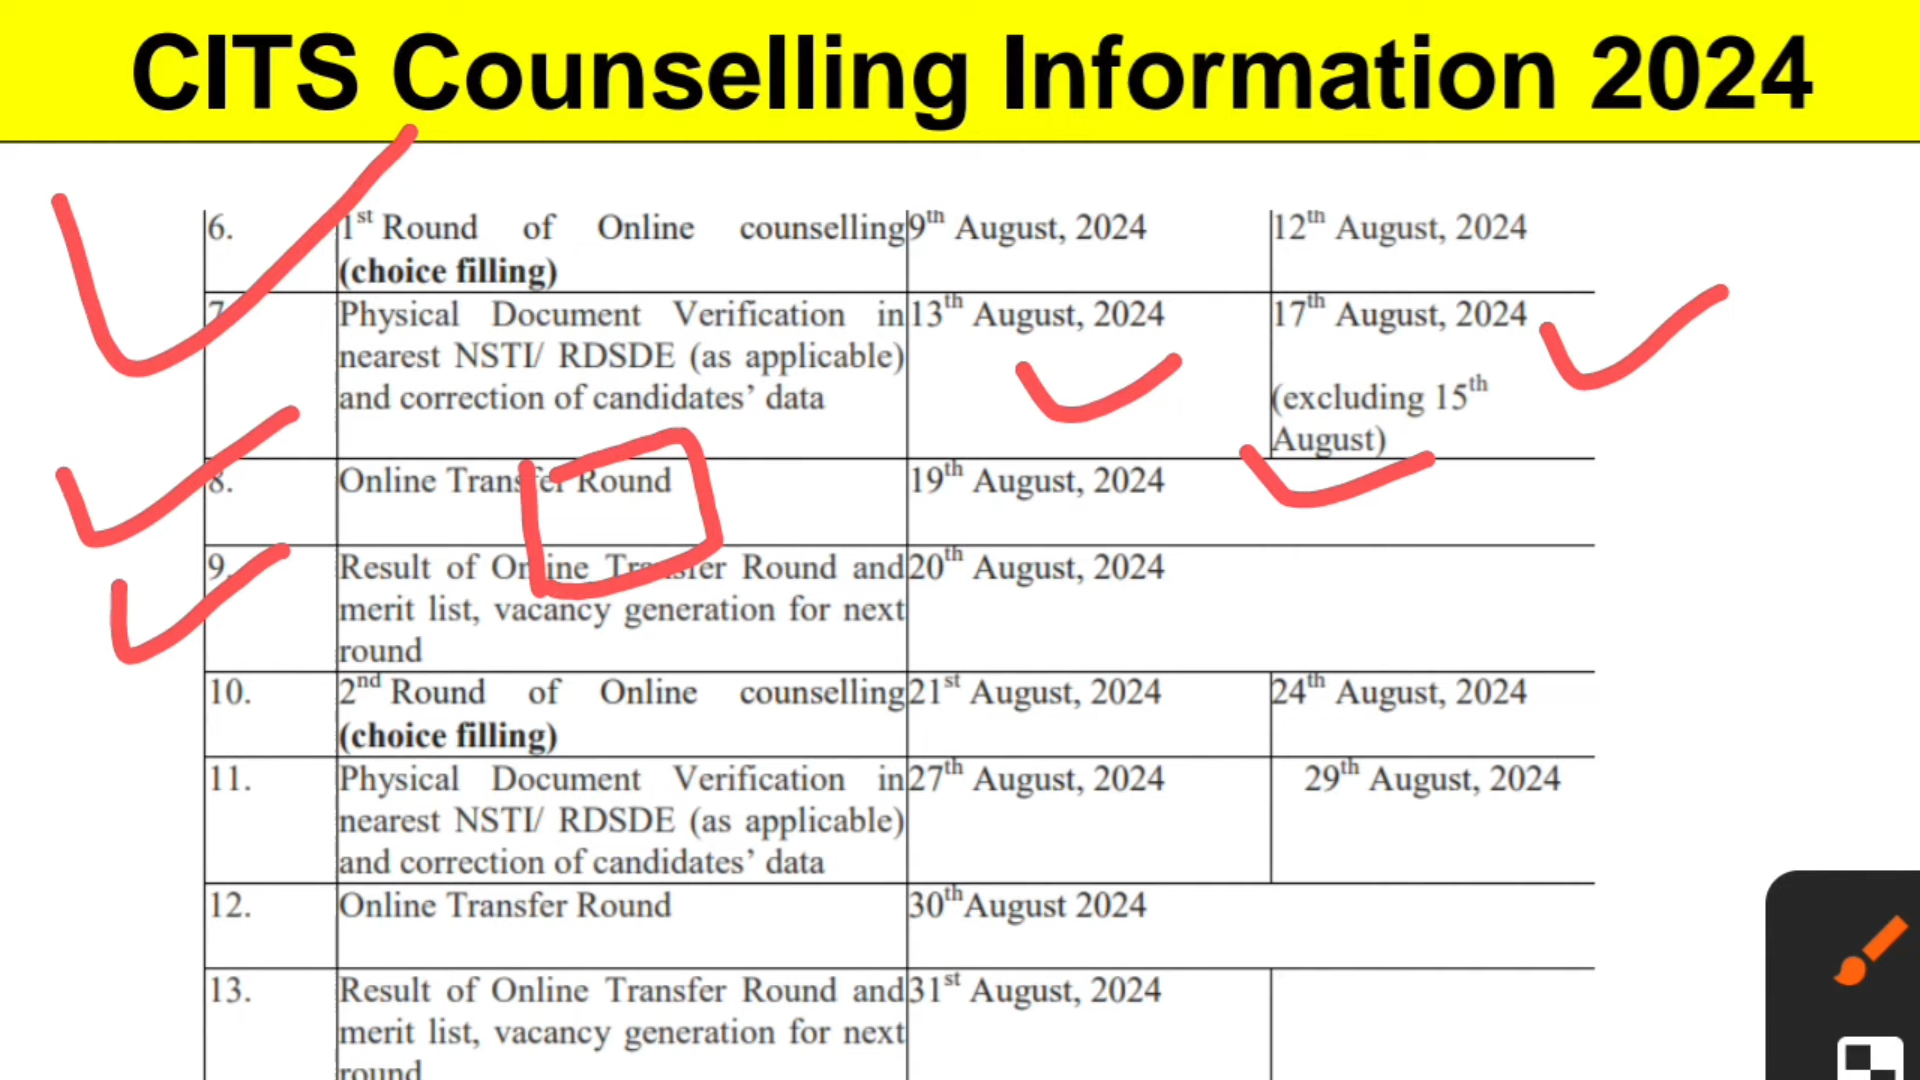 CITS Counselling Information 2024
6. 1st Round of Online counselling 9th August, 2024 12th August, 2024
(choice filling)
7. Physical Document Verification in 13th August, 2024 17th August, 2024
nearest NSTI/ RDSDE (as applicable)
and correction of candidates’ data (excluding 15th
August)
8. Online Transfer Round 19th August, 2024
9. Result of Online Transfer Round and 20th August, 2024
merit list, vacancy generation for next
round
10. 2nd Round of Online counselling 21st August, 2024 24th August, 2024
(choice filling)
11. Physical Document Verification in 27th August, 2024 29th August, 2024
nearest NSTI/ RDSDE (as applicable)
and correction of candidates’ data
12. Online Transfer Round 30th August 2024
13. Result of Online Transfer Round and 31st August, 2024
merit list, vacancy generation for next
round